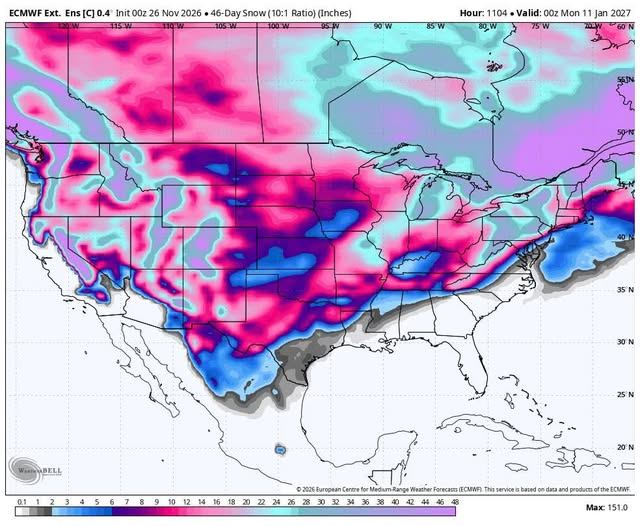 ECMWF Ext. Ens [C] 0.4° Init 00z 26 Nov 2026 • 46-Day Snow (10:1 Ratio) (Inches) Hour: 1104 • Valid: 00z Mon 11 Jan 2027
120°W 115°W 110°W 105°W 100°W 95°W 90°W 85°W 80°W 75°W 70°W 60°N
55°N
50°N
45°N
40°N
35°N
30°N
25°N
20°N
WEATHERBELL
© 2026 European Centre for Medium-Range Weather Forecasts (ECMWF). This service is based on data and products of the ECMWF.
0.1 1 2 3 4 5 6 7 8 9 10 12 14 16 18 20 22 24 26 28 30 32 34 36 38 40 42 44 46 48 Max: 151.0